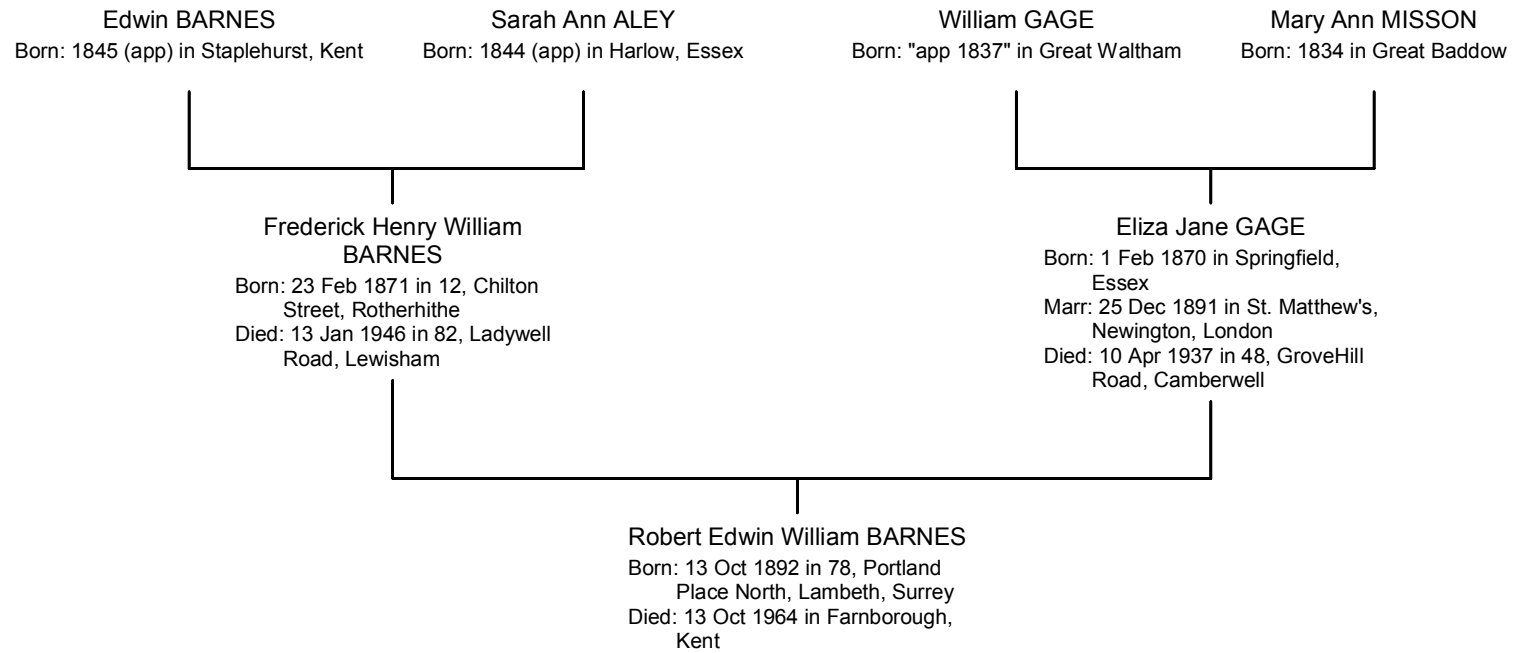 Edwin BARNES
Born: 1845 (app) in Staplehurst, Kent
Sarah Ann ALEY
Born: 1844 (app) in Harlow, Essex
William GAGE
Born: "app 1837" in Great Waltham
Mary Ann MISSON
Born: 1834 in Great Baddow
Frederick Henry William
BARNES
Born: 23 Feb 1871 in 12, Chilton
Street, Rotherhithe
Died: 13 Jan 1946 in 82, Ladywell
Road, Lewisham
Eliza Jane GAGE
Born: 1 Feb 1870 in Springfield,
Essex
Marr: 25 Dec 1891 in St. Matthew's,
Newington, London
Died: 10 Apr 1937 in 48, GroveHill
Road, Camberwell
Robert Edwin William BARNES
Born: 13 Oct 1892 in 78, Portland
Place North, Lambeth, Surrey
Died: 13 Oct 1964 in Farnborough,
Kent